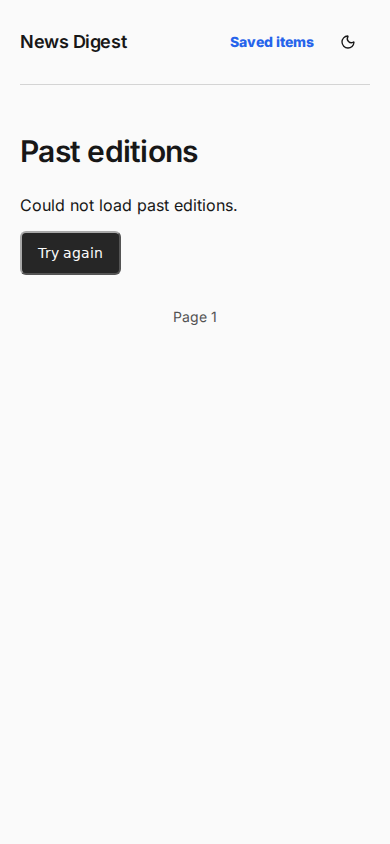 News Digest
Saved items
Past editions
Could not load past editions.
Try again
Page 1